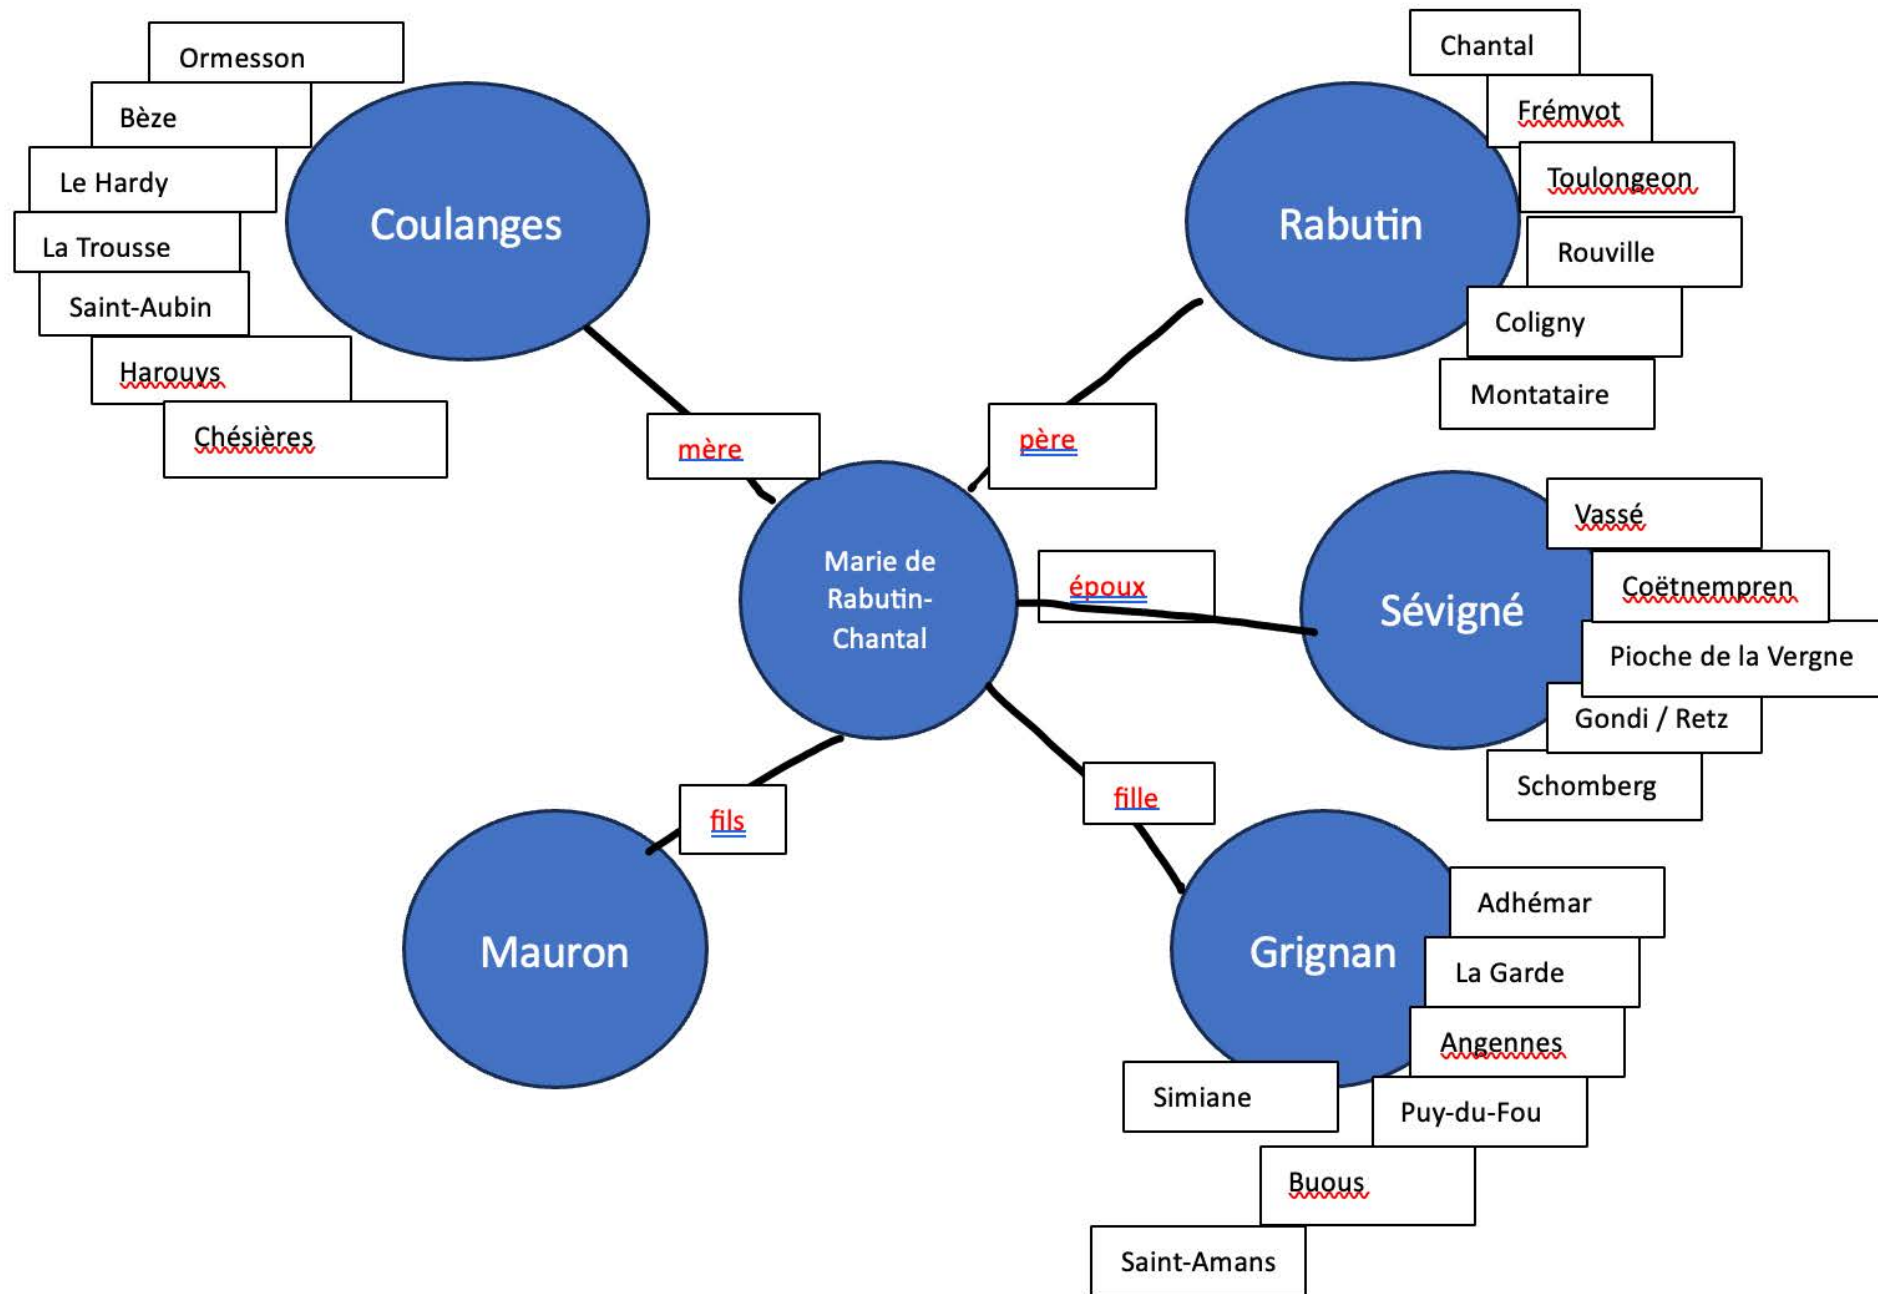 Ormesson
Bèze
Le Hardy
La Trousse
Saint-Aubin
Harouys
Chésières
Coulanges
Chantal
Frémyot
Toulongeon
Rouville
Coligny
Montataire
Rabutin
mère
père
Marie de
Rabutin-
Chantal
époux
Sévigné
Vassé
Coëtnempren
Pioche de la Vergne
Gondi / Retz
Schomberg
fils
fille
Mauron
Grignan
Adhémar
La Garde
Angennes
Simiane
Puy-du-Fou
Buous
Saint-Amans